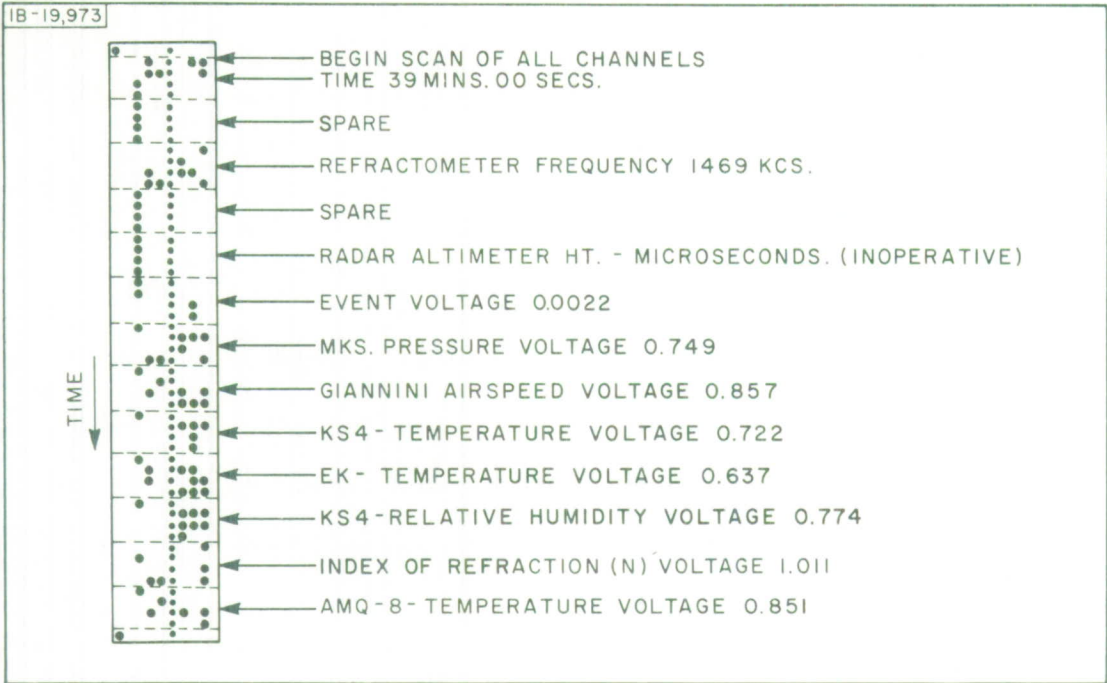 IB-19,973
BEGIN SCAN OF ALL CHANNELS
TIME 39 MINS. 00 SECS.
SPARE
REFRACTOMETER FREQUENCY 1469 KCS.
SPARE
RADAR ALTIMETER HT. - MICROSECONDS. (INOPERATIVE)
EVENT VOLTAGE 0.0022
MKS. PRESSURE VOLTAGE 0.749
GIANNINI AIRSPEED VOLTAGE 0.857
KS4- TEMPERATURE VOLTAGE 0.722
EK- TEMPERATURE VOLTAGE 0.637
KS4-RELATIVE HUMIDITY VOLTAGE 0.774
INDEX OF REFRACTION (N) VOLTAGE 1.011
AMQ-8-TEMPERATURE VOLTAGE 0.851
TIME